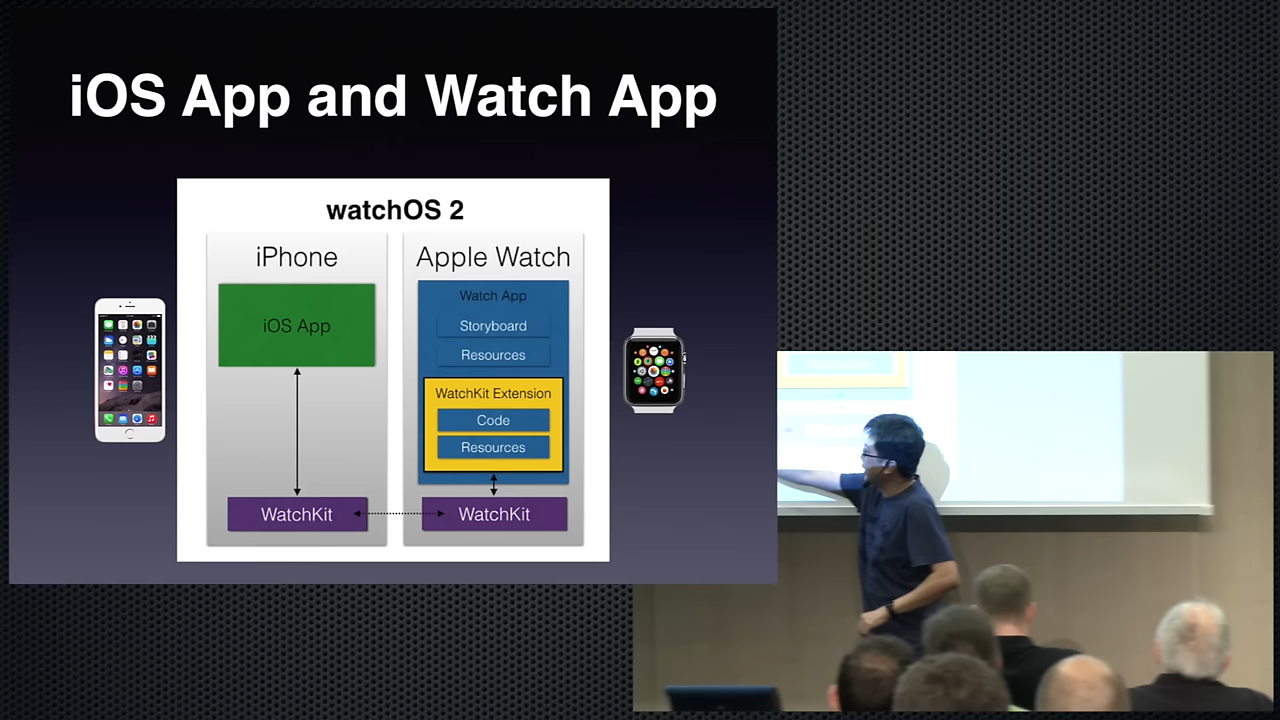 iOS App and Watch App
watchOS 2
iPhone
iOS App
WatchKit
Apple Watch
Watch App
Storyboard
Resources
WatchKit Extension
Code
Resources
WatchKit